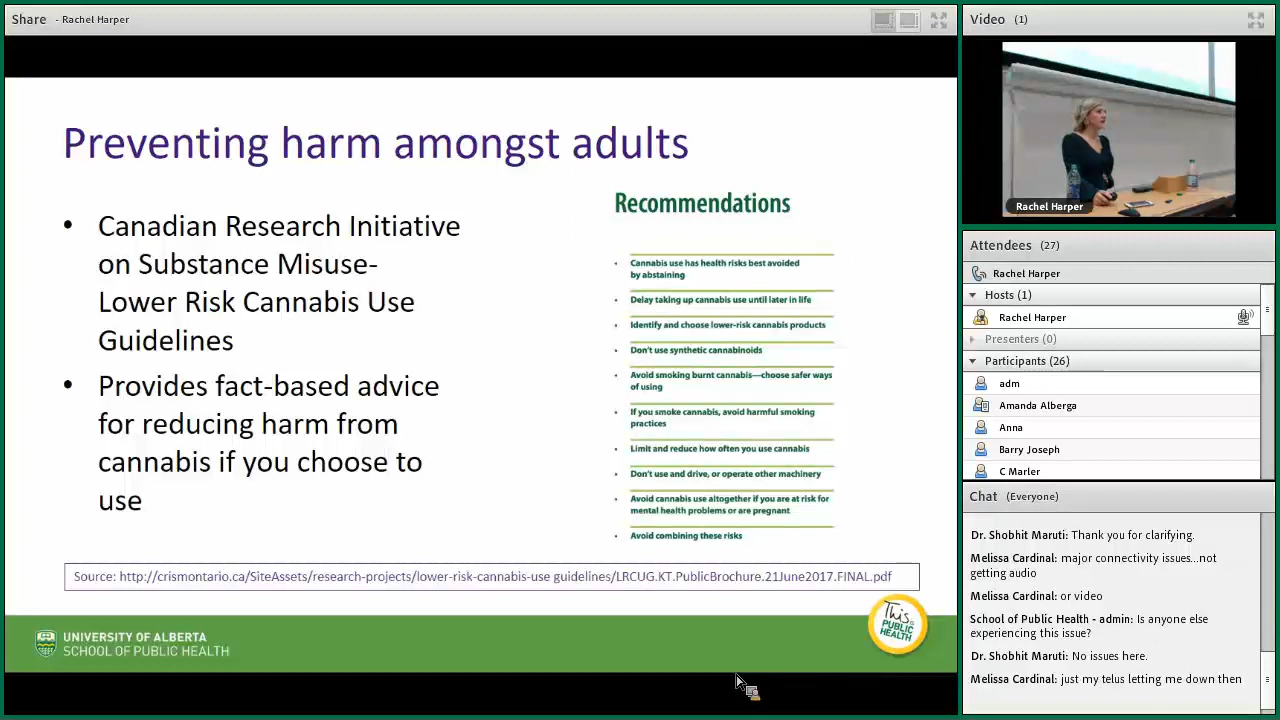 Share - Rachel Harper
Preventing harm amongst adults
• Canadian Research Initiative
on Substance Misuse-
Lower Risk Cannabis Use
Guidelines
• Provides fact-based advice
for reducing harm from
cannabis if you choose to
use
Recommendations
• Cannabis use has health risks best avoided
by abstaining
• Delay taking up cannabis use until later in life
• Identify and choose lower-risk cannabis products
• Don't use synthetic cannabinoids
• Avoid smoking burnt cannabis—choose safer ways
of using
• If you smoke cannabis, avoid harmful smoking
practices
• Limit and reduce how often you use cannabis
• Don't use and drive, or operate other machinery
• Avoid cannabis use altogether if you are at risk for
mental health problems or are pregnant
• Avoid combining these risks
Source: http://crismontario.ca/SiteAssets/research-projects/lower-risk-cannabis-use guidelines/LRCUG.KT.PublicBrochure.21June2017.FINAL.pdf
UNIVERSITY OF ALBERTA
SCHOOL OF PUBLIC HEALTH
This
is PUBLIC
HEALTH
Video (1)
Rachel Harper
Attendees (27)
Rachel Harper
Hosts (1)
Rachel Harper
Presenters (0)
Participants (26)
adm
Amanda Alberga
Anna
Barry Joseph
C Marler
Chat (Everyone)
Dr. Shobhit Maruti: Thank you for clarifying.
Melissa Cardinal: major connectivity issues...not
getting audio
Melissa Cardinal: or video
School of Public Health - admin: Is anyone else
experiencing this issue?
Dr. Shobhit Maruti: No issues here.
Melissa Cardinal: just my telus letting me down then